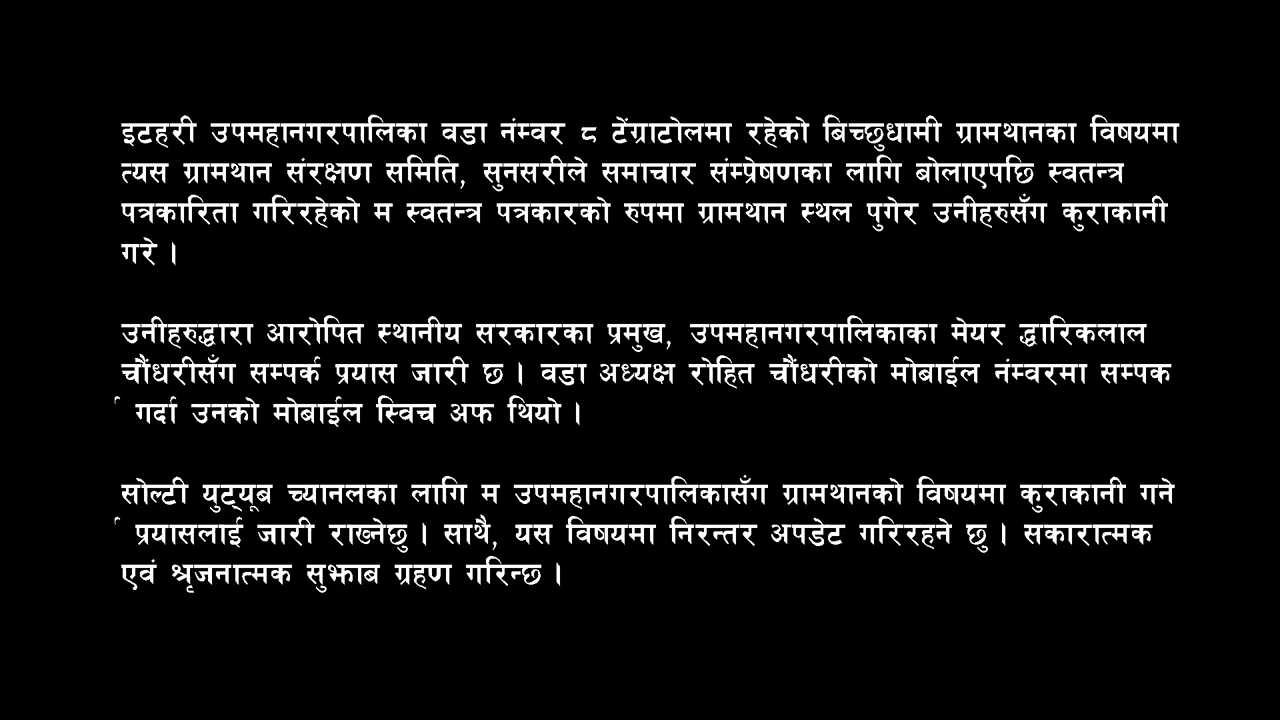 इटहरी उपमहानगरपालिका वडा नंम्वर ८ टेंग्राटोलमा रहेको बिच्छुधामी ग्रामथानका विषयमा
त्यस ग्रामथान संरक्षण समिति, सुनसरीले समाचार संम्प्रेषणका लागि बोलाएपछि स्वतन्त्र
पत्रकारिता गरिरहेको म स्वतन्त्र पत्रकारको रुपमा ग्रामथान स्थल पुगेर उनीहरुसँग कुराकानी
गरे ।
उनीहरुद्धारा आरोपित स्थानीय सरकारका प्रमुख, उपमहानगरपालिकाका मेयर द्धारिकलाल
चौंधरीसँग सम्पर्क प्रयास जारी छ । वडा अध्यक्ष रोहित चौंधरीको मोबाईल नंम्वरमा सम्पक
र् गर्दा उनको मोबाईल स्विच अफ थियो ।
सोल्टी युट्यूब च्यानलका लागि म उपमहानगरपालिकासँग ग्रामथानको विषयमा कुराकानी गने
र् प्रयासलाई जारी राख्नेछु । साथै, यस विषयमा निरन्तर अपडेट गरिरहने छु । सकारात्मक
एवं श्रृजनात्मक सुझाब ग्रहण गरिन्छ ।